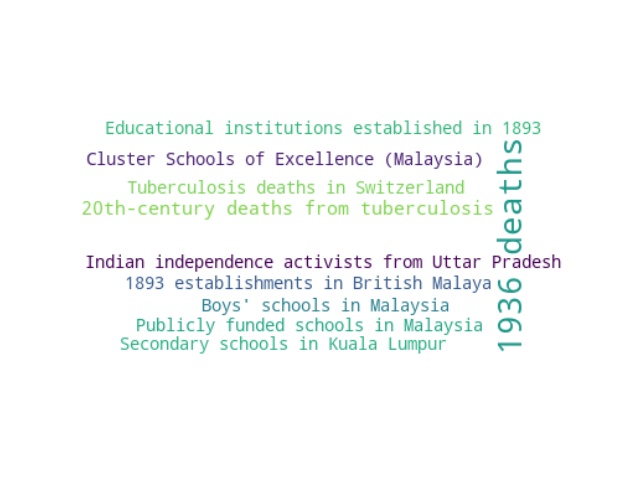 Educational institutions established in 1893
Cluster Schools of Excellence (Malaysia)
Tuberculosis deaths in Switzerland
20th-century deaths from tuberculosis
Indian independence activists from Uttar Pradesh
1893 establishments in British Malaya
Boys' schools in Malaysia
Publicly funded schools in Malaysia
Secondary schools in Kuala Lumpur
1936 deaths